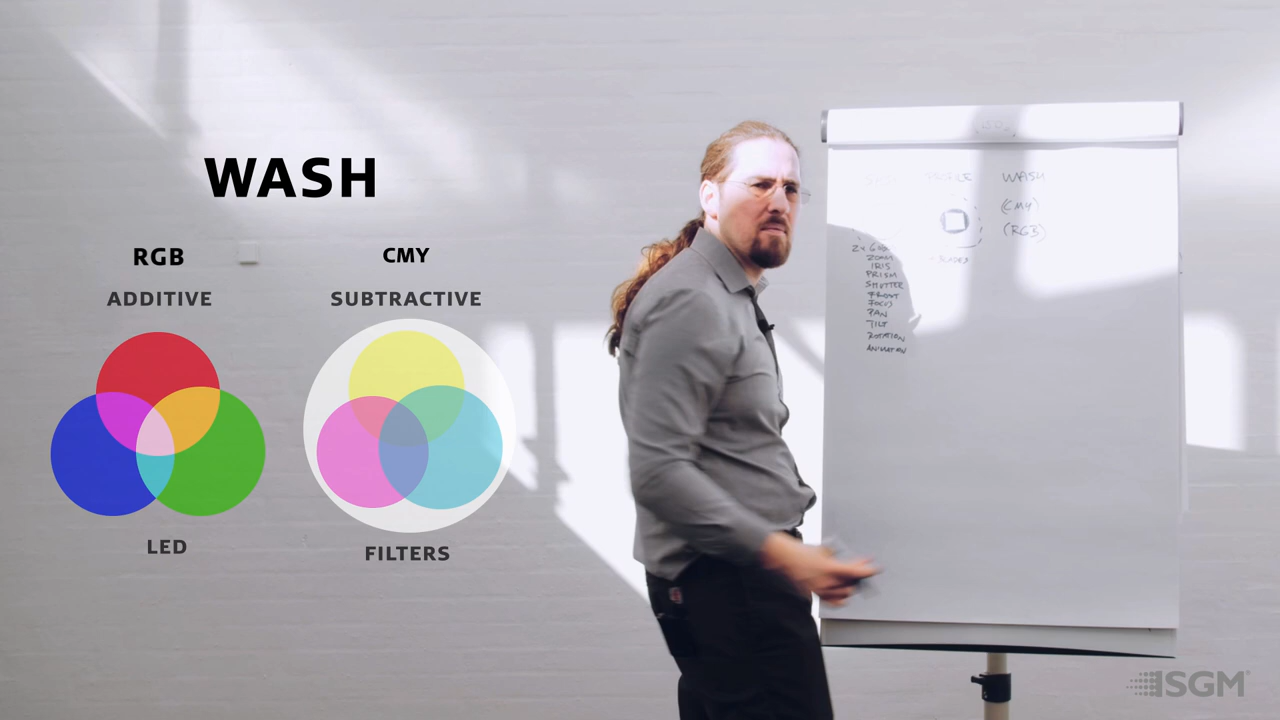 WASH
RGB
ADDITIVE
LED
CMY
SUBTRACTIVE
FILTERS
WASH
(CMY)
(RGB)
ZOOM
IRIS
PRISM
SHUTTER
FROST
FOCUS
PAN
TILT
ROTATION
ANIMATION
ISGM